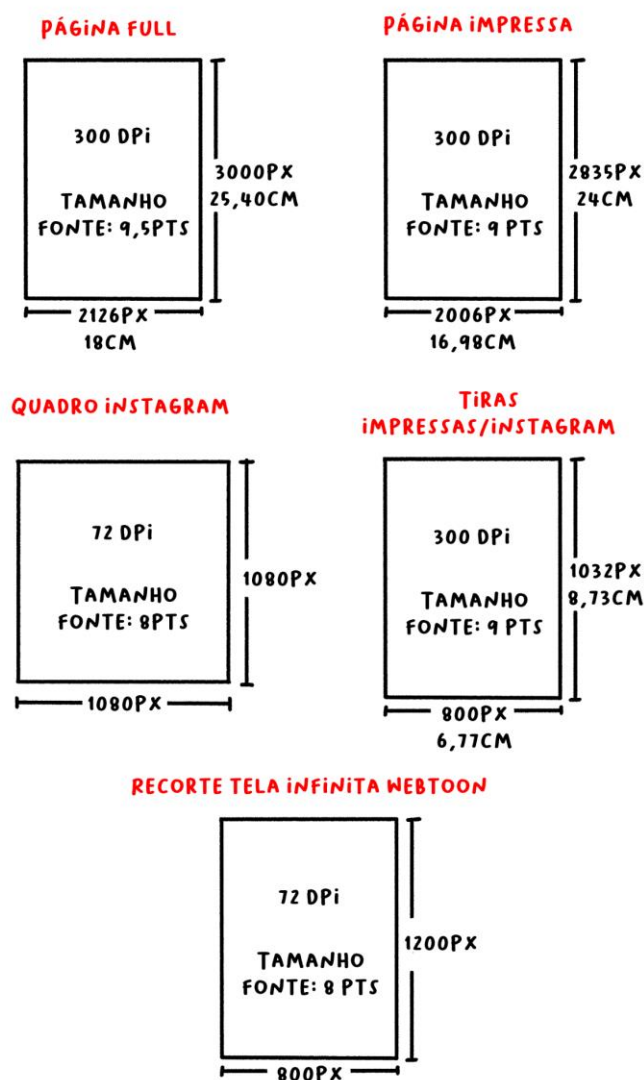 PÁGiNA FULL
300 DPi
TAMANHO
FONTE: 9,5PTS
3000PX
25,40CM
2126PX
18CM
PÁGiNA iMPRESSA
300 DPi
TAMANHO
FONTE: 9 PTS
2835PX
24CM
2006PX
16,98CM
QUADRO iNSTAGRAM
72 DPi
TAMANHO
FONTE: 8PTS
1080PX
1080PX
TiRAS
iMPRESSAS/iNSTAGRAM
300 DPi
TAMANHO
FONTE: 9 PTS
1032PX
8,73CM
800PX
6,77CM
RECORTE TELA iNFiNiTA WEBTOON
72 DPi
TAMANHO
FONTE: 8 PTS
1200PX
800PX